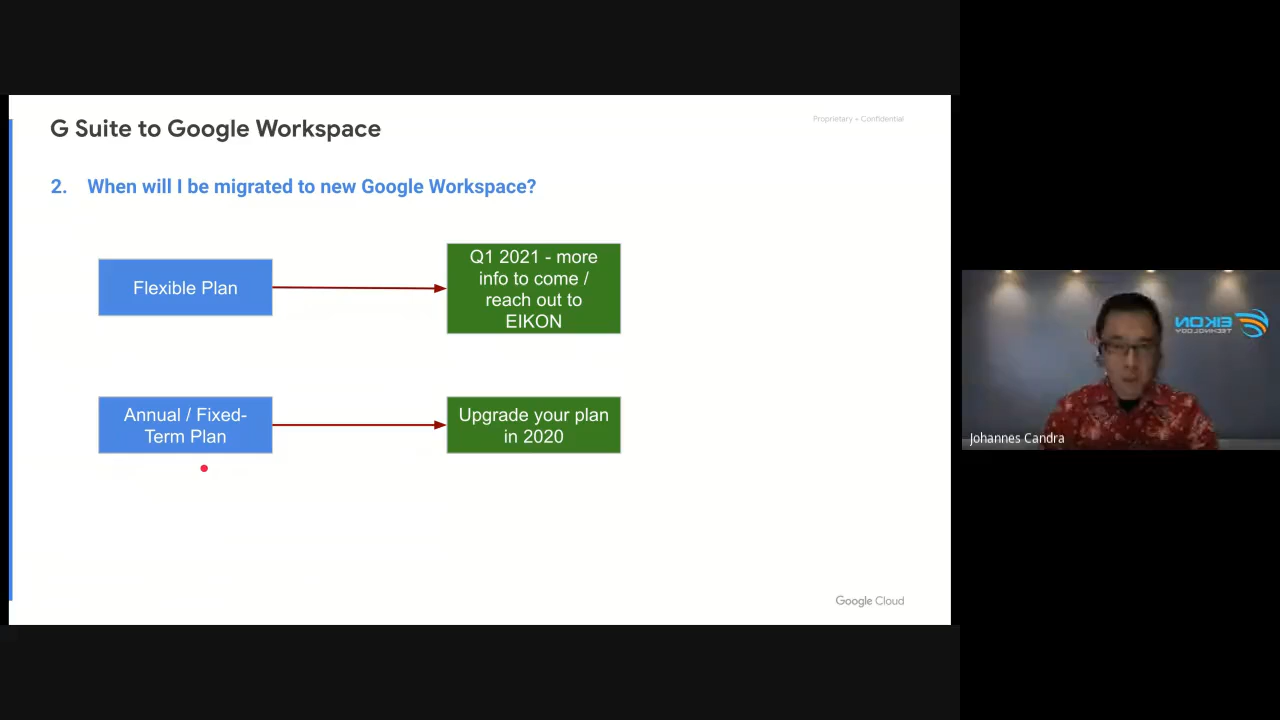 G Suite to Google Workspace
Proprietary + Confidential
2. When will I be migrated to new Google Workspace?
Flexible Plan
Q1 2021 - more
info to come /
reach out to
EIKON
Annual / Fixed-
Term Plan
Upgrade your plan
in 2020
Google Cloud
EIKON
TECHNOLOGY
Johannes Candra